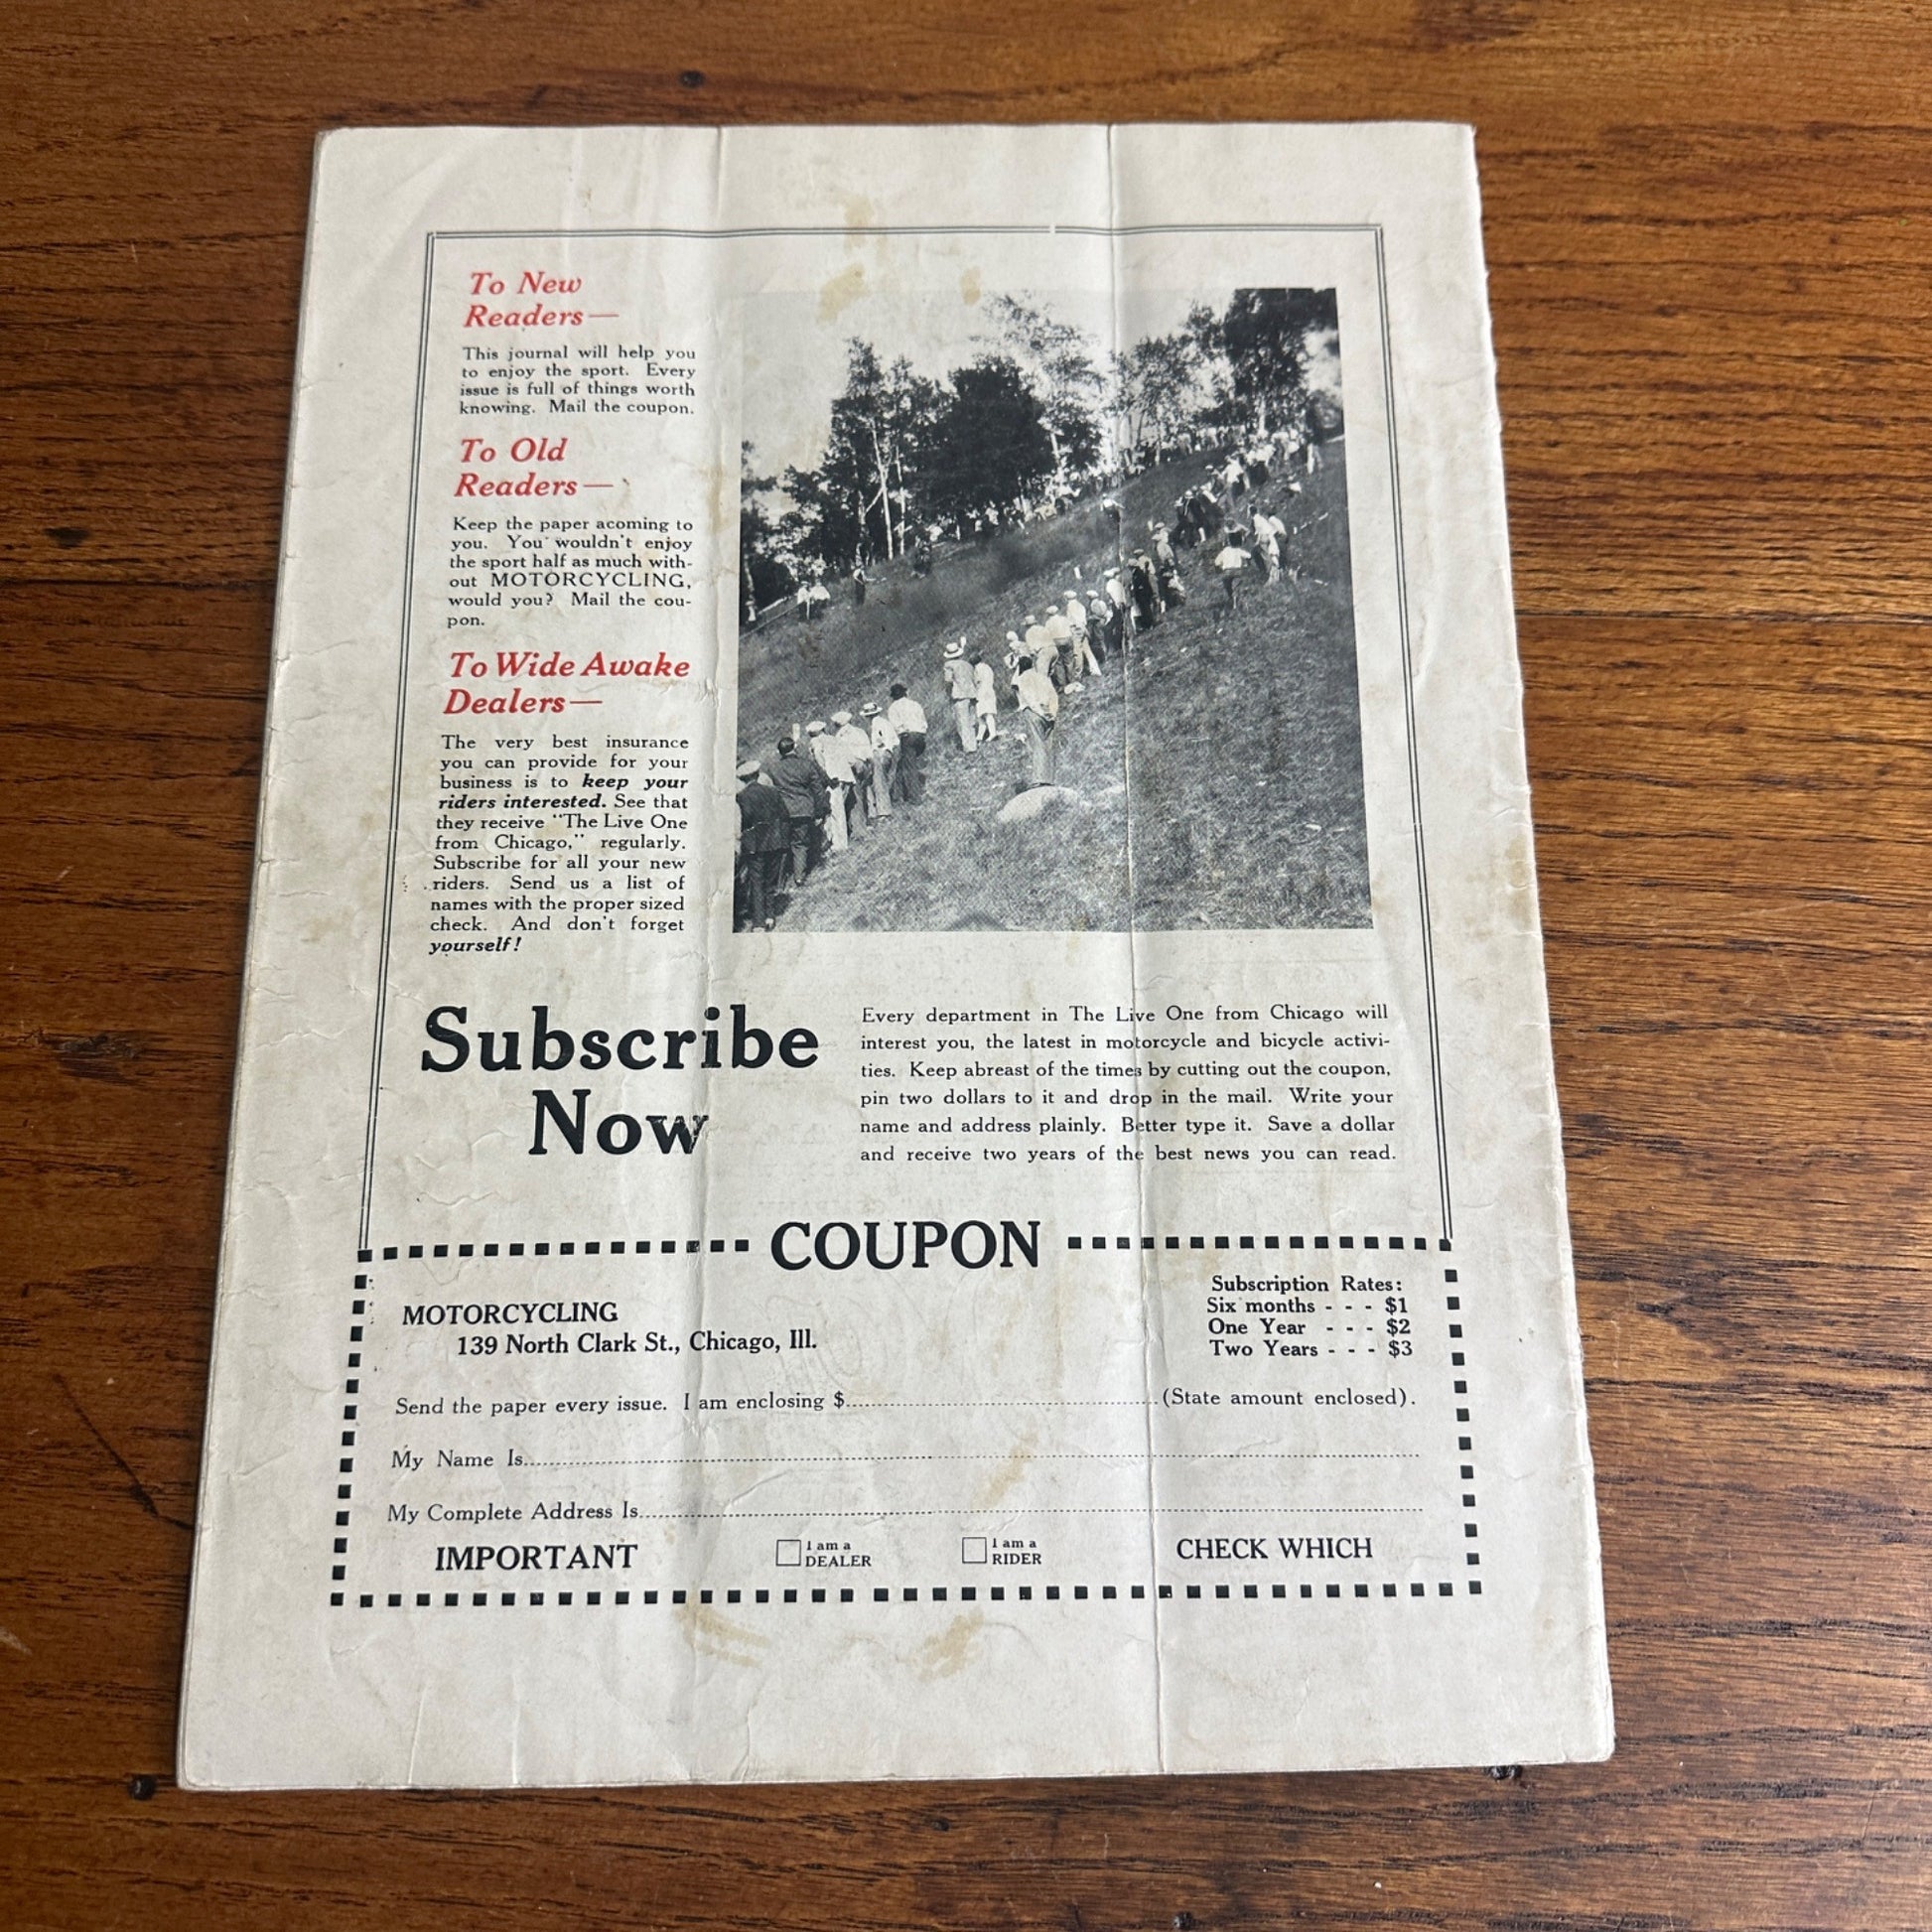 To New
Readers—
This journal will help you
to enjoy the sport. Every
issue is full of things worth
knowing. Mail the coupon.
To Old
Readers—
Keep the paper acoming to
you. You wouldn't enjoy
the sport half as much with-
out MOTORCYCLING,
would you? Mail the cou-
pon.
To Wide Awake
Dealers—
The very best insurance
you can provide for your
business is to keep your
riders interested. See that
they receive "The Live One
from Chicago," regularly.
Subscribe for all your new
riders. Send us a list of
names with the proper sized
check. And don't forget
yourself!
Subscribe
Now
Every department in The Live One from Chicago will
interest you, the latest in motorcycle and bicycle activi-
ties. Keep abreast of the times by cutting out the coupon,
pin two dollars to it and drop in the mail. Write your
name and address plainly. Better type it. Save a dollar
and receive two years of the best news you can read.
COUPON
MOTORCYCLING
139 North Clark St., Chicago, Ill.
Subscription Rates:
Six months - - - $1
One Year - - - $2
Two Years - - - $3
Send the paper every issue. I am enclosing $ (State amount enclosed).
My Name Is
My Complete Address Is
IMPORTANT
I am a
DEALER
I am a
RIDER
CHECK WHICH